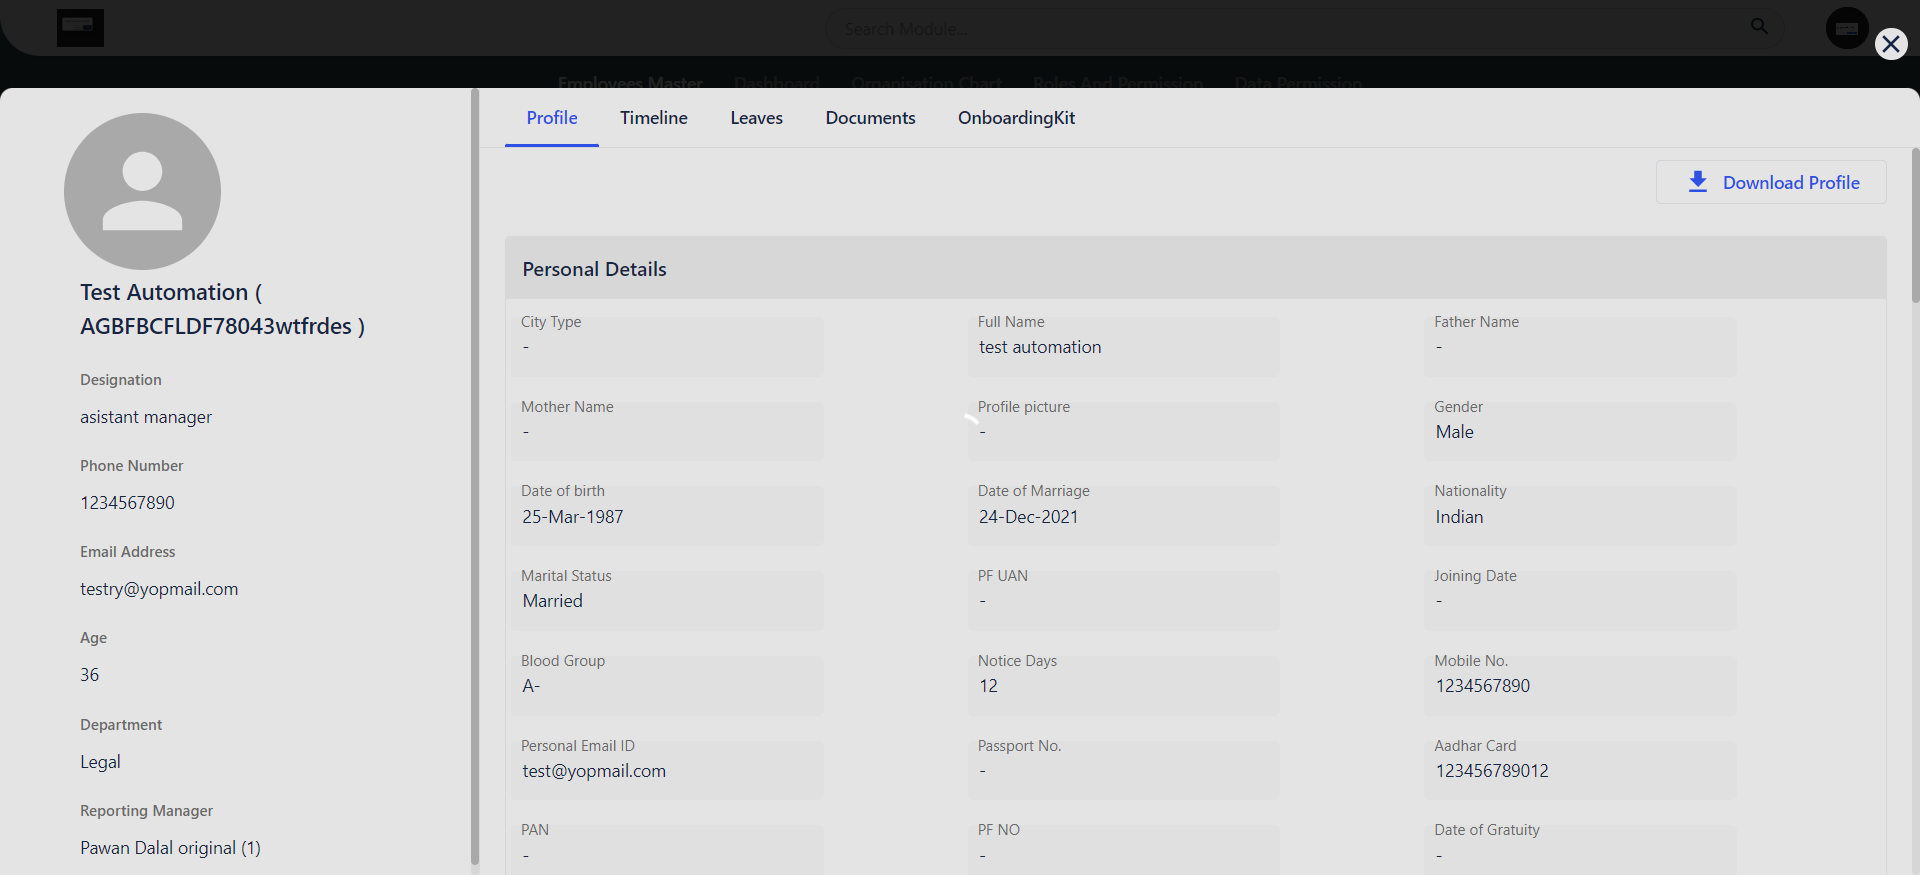 Search Module...
Employees Master Dashboard Organisation Chart Roles And Permission Data Permission
Profile Timeline Leaves Documents OnboardingKit
Download Profile
Test Automation (
AGBFBCFLDF78043wtfrdes )
Designation
asistant manager
Phone Number
1234567890
Email Address
testry@yopmail.com
Age
36
Department
Legal
Reporting Manager
Pawan Dalal original (1)
Personal Details
City Type Full Name Father Name
- test automation -
Mother Name Profile picture Gender
- - Male
Date of birth Date of Marriage Nationality
25-Mar-1987 24-Dec-2021 Indian
Marital Status PF UAN Joining Date
Married - -
Blood Group Notice Days Mobile No.
A- 12 1234567890
Personal Email ID Passport No. Aadhar Card
test@yopmail.com - 123456789012
PAN PF NO Date of Gratuity
- - -